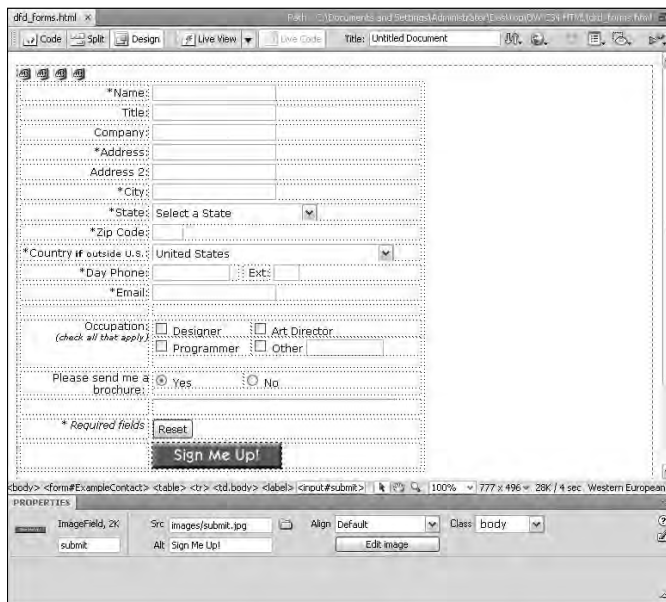 dfd_forms.html ×
Code Split Design Live View Live Code Title: Untitled Document
*Name:
Title:
Company:
*Address:
Address 2:
*City:
*State: Select a State
*Zip Code:
*Country if outside U.S.: United States
*Day Phone: Ext:
*Email:
Occupation: Designer Art Director
(check all that apply) Programmer Other
Please send me a brochure: Yes No
* Required fields Reset
Sign Me Up!
<body> <form#ExampleContact> <table> <tr> <td.body> <label> <input#submit> 100% 777 x 496 28K / 4 sec Western European
PROPERTIES
ImageField, 2K Src images/submit.jpg Align Default Class body
submit Alt Sign Me Up! Edit image